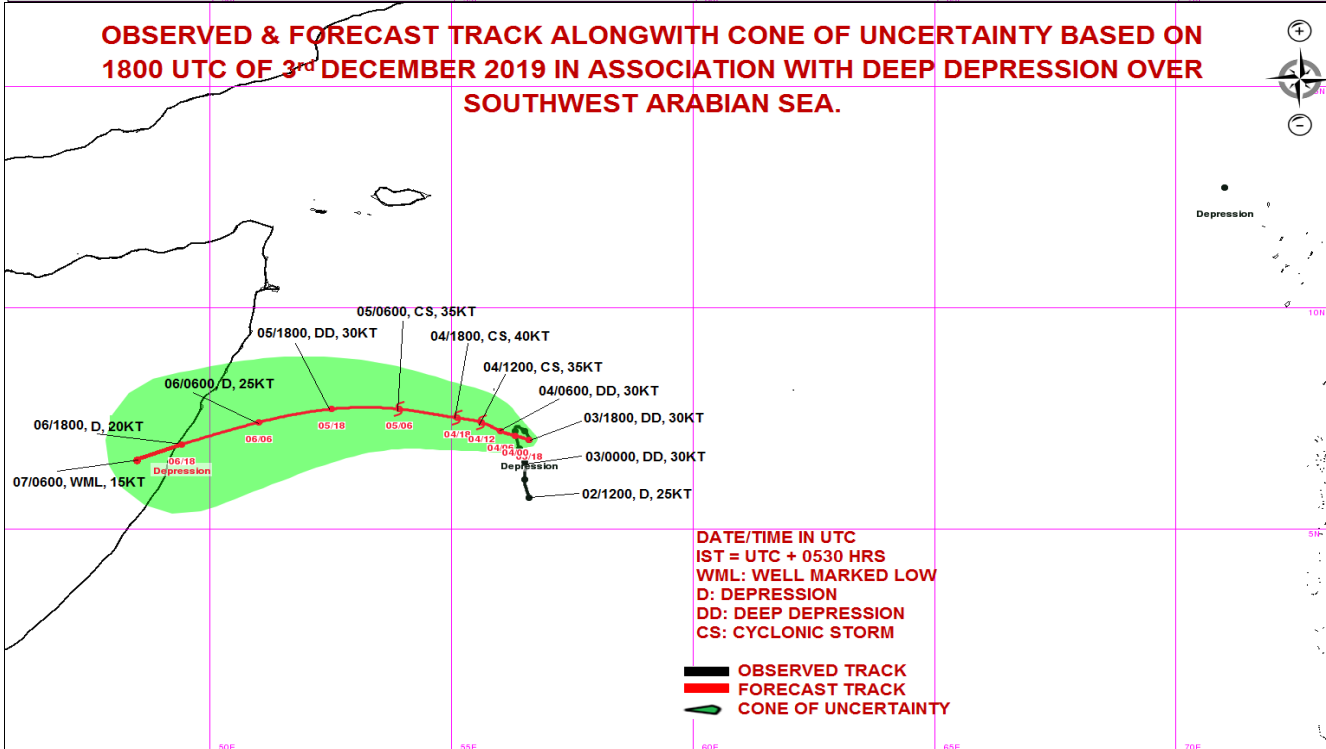 OBSERVED & FORECAST TRACK ALONGWITH CONE OF UNCERTAINTY BASED ON
1800 UTC OF 3rd DECEMBER 2019 IN ASSOCIATION WITH DEEP DEPRESSION OVER
SOUTHWEST ARABIAN SEA.
+
−
Depression
10N
05/0600, CS, 35KT
05/1800, DD, 30KT
04/1800, CS, 40KT
04/1200, CS, 35KT
06/0600, D, 25KT
04/0600, DD, 30KT
03/1800, DD, 30KT
06/1800, D, 20KT
06/06
05/18
05/06
04/18
04/12
04/06
04/00
03/18
06/18
Depression
Depression
03/0000, DD, 30KT
07/0600, WML, 15KT
02/1200, D, 25KT
5N
DATE/TIME IN UTC
IST = UTC + 0530 HRS
WML: WELL MARKED LOW
D: DEPRESSION
DD: DEEP DEPRESSION
CS: CYCLONIC STORM
OBSERVED TRACK
FORECAST TRACK
CONE OF UNCERTAINTY
50E
55E
60E
65E
70E